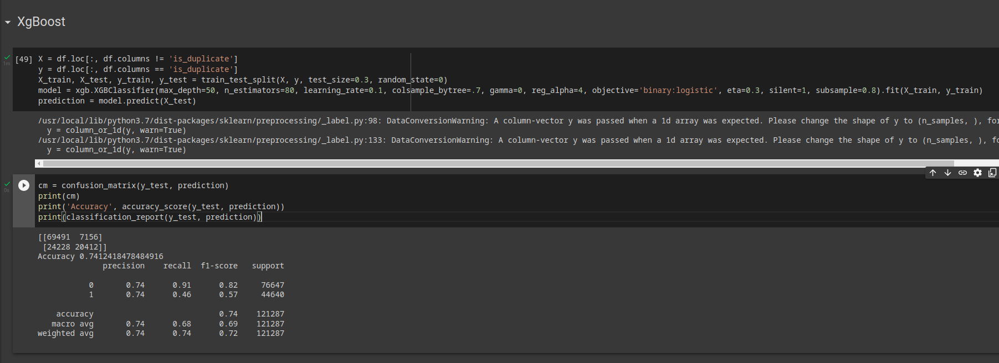 XgBoost
[49] X = df.loc[:, df.columns != 'is_duplicate']
1m
y = df.loc[:, df.columns == 'is_duplicate']
X_train, X_test, y_train, y_test = train_test_split(X, y, test_size=0.3, random_state=0)
model = xgb.XGBClassifier(max_depth=50, n_estimators=80, learning_rate=0.1, colsample_bytree=.7, gamma=0, reg_alpha=4, objective='binary:logistic', eta=0.3, silent=1, subsample=0.8).fit(X_train, y_train)
prediction = model.predict(X_test)
/usr/local/lib/python3.7/dist-packages/sklearn/preprocessing/_label.py:98: DataConversionWarning: A column-vector y was passed when a 1d array was expected. Please change the shape of y to (n_samples, ), for
y = column_or_1d(y, warn=True)
/usr/local/lib/python3.7/dist-packages/sklearn/preprocessing/_label.py:133: DataConversionWarning: A column-vector y was passed when a 1d array was expected. Please change the shape of y to (n_samples, ), fo
y = column_or_1d(y, warn=True)
cm = confusion_matrix(y_test, prediction)
0s
print(cm)
print('Accuracy', accuracy_score(y_test, prediction))
print(classification_report(y_test, prediction))
[[69491  7156]
 [24228 20412]]
Accuracy 0.7412418478484916
precision    recall  f1-score   support
0       0.74      0.91      0.82     76647
1       0.74      0.46      0.57     44640
accuracy                           0.74    121287
macro avg       0.74      0.68      0.69    121287
weighted avg       0.74      0.74      0.72    121287